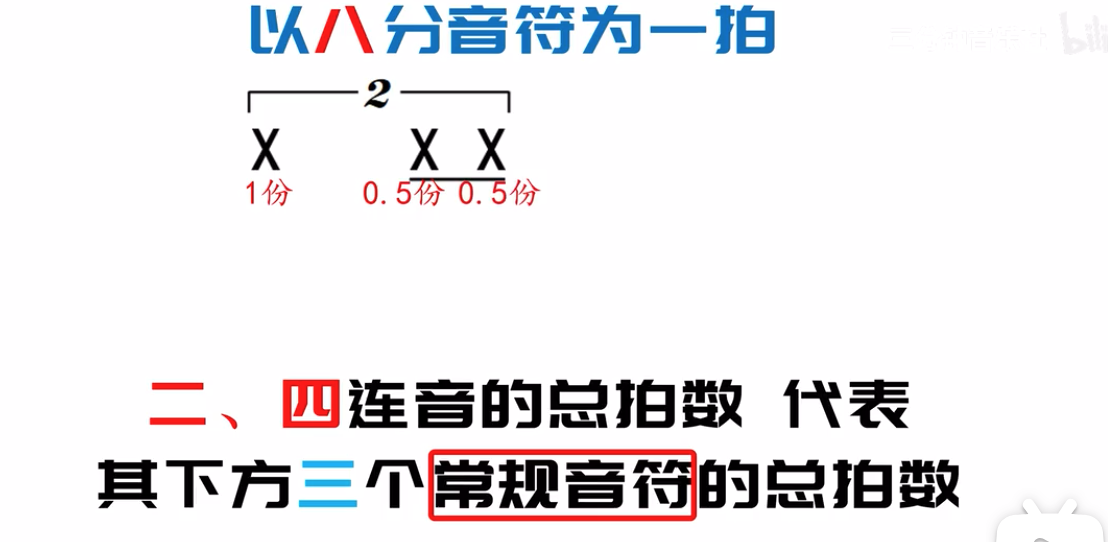 以八分音符为一拍
2
X X X
1份 0.5份 0.5份
二、四连音的总拍数 代表
其下方三个常规音符的总拍数